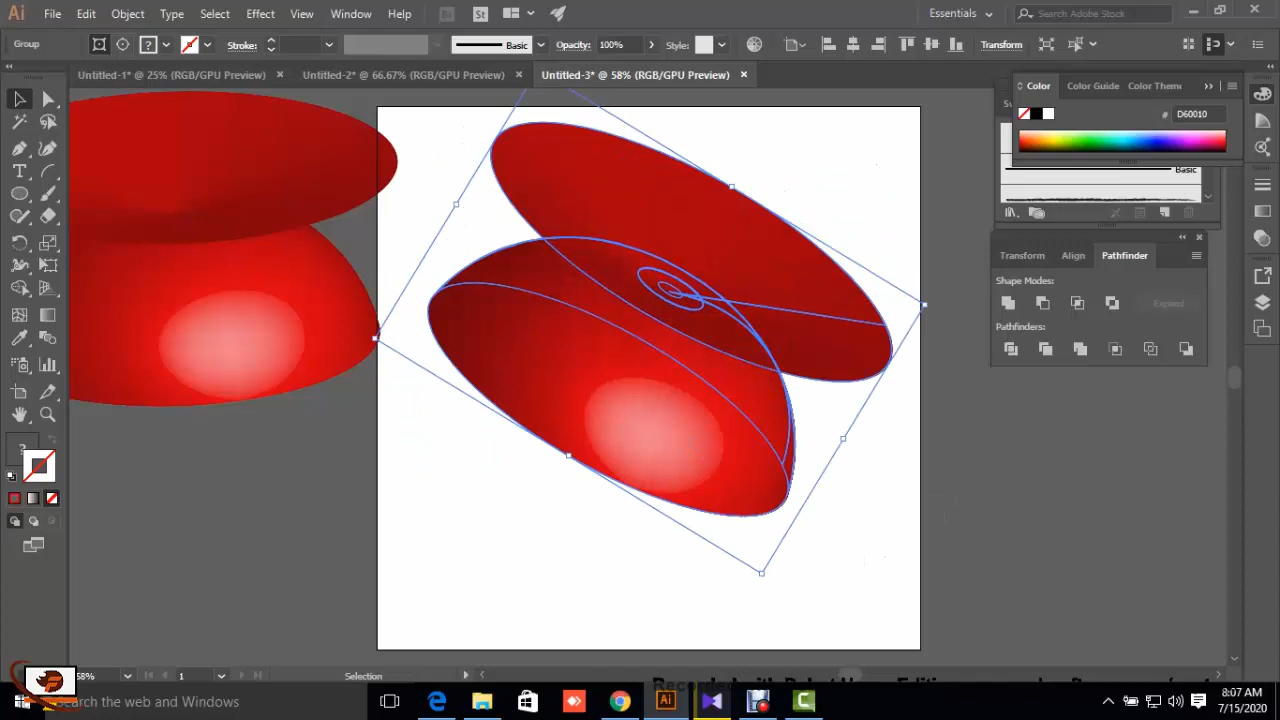 Ai File Edit Object Type Select Effect View Window Help Br St Essentials Search Adobe Stock
Group ? Stroke: Basic Opacity: 100% Style: Transform
Untitled-1* @ 25% (RGB/GPU Preview) × Untitled-2* @ 66.67% (RGB/GPU Preview) × Untitled-3* @ 58% (RGB/GPU Preview) ×
Color Color Guide Color Theme
# D60010
Basic
Transform Align Pathfinder
Shape Modes:
Expand
Pathfinders:
?
58% 1 Selection
Search the web and Windows
Ai
8:07 AM
7/15/2020